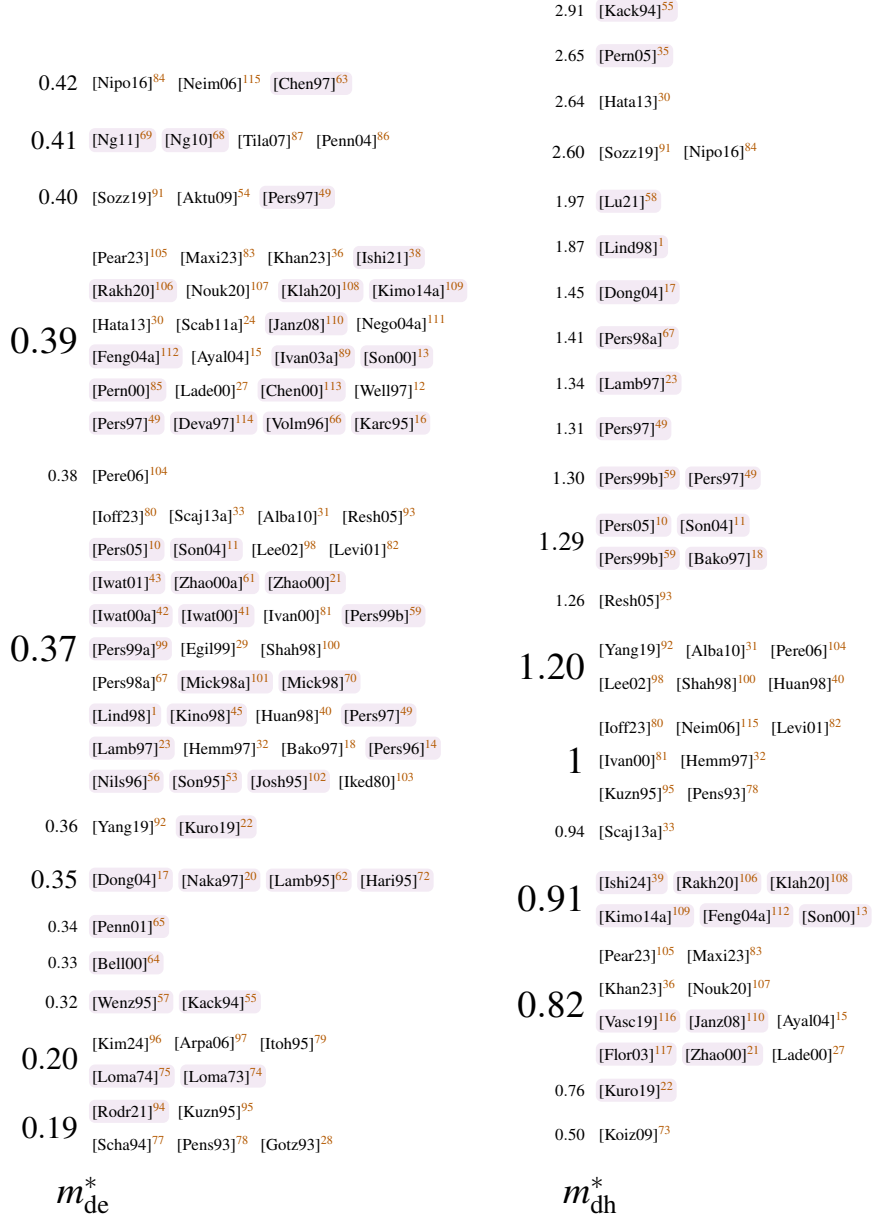 0.42 [Nipo16]84 [Neim06]115 [Chen97]63
0.41 [Ng11]69 [Ng10]68 [Tila07]87 [Penn04]86
0.40 [Sozz19]91 [Aktu09]54 [Pers97]49
[Pear23]105 [Maxi23]83 [Khan23]36 [Ishi21]38
[Rakh20]106 [Nouk20]107 [Klah20]108 [Kimo14a]109
0.39 [Hata13]30 [Scab11a]24 [Janz08]110 [Nego04a]111
[Feng04a]112 [Ayal04]15 [Ivan03a]89 [Son00]13
[Pern00]85 [Lade00]27 [Chen00]113 [Well97]12
[Pers97]49 [Deva97]114 [Volm96]66 [Karc95]16
0.38 [Pere06]104
[Ioff23]80 [Scaj13a]33 [Alba10]31 [Resh05]93
[Pers05]10 [Son04]11 [Lee02]98 [Levi01]82
[Iwat01]43 [Zhao00a]61 [Zhao00]21
[Iwat00a]42 [Iwat00]41 [Ivan00]81 [Pers99b]59
0.37 [Pers99a]99 [Egil99]29 [Shah98]100
[Pers98a]67 [Mick98a]101 [Mick98]70
[Lind98]1 [Kino98]45 [Huan98]40 [Pers97]49
[Lamb97]23 [Hemm97]32 [Bako97]18 [Pers96]14
[Nils96]56 [Son95]53 [Josh95]102 [Iked80]103
0.36 [Yang19]92 [Kuro19]22
0.35 [Dong04]17 [Naka97]20 [Lamb95]62 [Hari95]72
0.34 [Penn01]65
0.33 [Bell00]64
0.32 [Wenz95]57 [Kack94]55
0.20 [Kim24]96 [Arpa06]97 [Itoh95]79
[Loma74]75 [Loma73]74
0.19 [Rodr21]94 [Kuzn95]95
[Scha94]77 [Pens93]78 [Gotz93]28
m*de
2.91 [Kack94]55
2.65 [Pern05]35
2.64 [Hata13]30
2.60 [Sozz19]91 [Nipo16]84
1.97 [Lu21]58
1.87 [Lind98]1
1.45 [Dong04]17
1.41 [Pers98a]67
1.34 [Lamb97]23
1.31 [Pers97]49
1.30 [Pers99b]59 [Pers97]49
1.29 [Pers05]10 [Son04]11
[Pers99b]59 [Bako97]18
1.26 [Resh05]93
1.20 [Yang19]92 [Alba10]31 [Pere06]104
[Lee02]98 [Shah98]100 [Huan98]40
[Ioff23]80 [Neim06]115 [Levi01]82
1 [Ivan00]81 [Hemm97]32
[Kuzn95]95 [Pens93]78
0.94 [Scaj13a]33
0.91 [Ishi24]39 [Rakh20]106 [Klah20]108
[Kimo14a]109 [Feng04a]112 [Son00]13
[Pear23]105 [Maxi23]83
0.82 [Khan23]36 [Nouk20]107
[Vasc19]116 [Janz08]110 [Ayal04]15
[Flor03]117 [Zhao00]21 [Lade00]27
0.76 [Kuro19]22
0.50 [Koiz09]73
m*dh